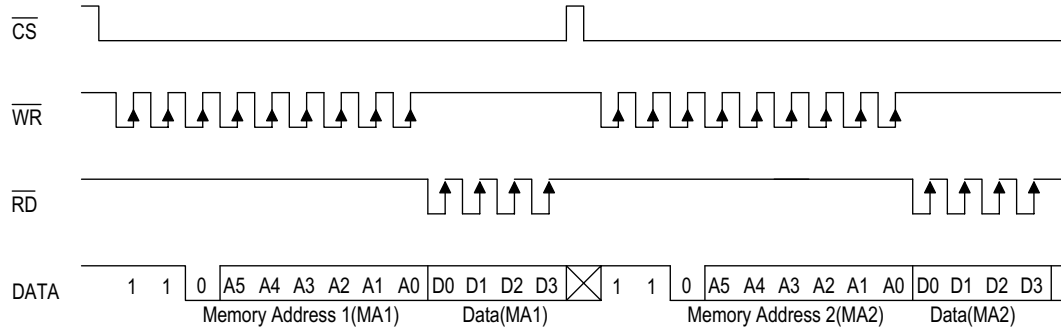 CS
WR
RD
DATA 1 1 0 A5 A4 A3 A2 A1 A0 D0 D1 D2 D3 1 1 0 A5 A4 A3 A2 A1 A0 D0 D1 D2 D3
Memory Address 1(MA1) Data(MA1) Memory Address 2(MA2) Data(MA2)